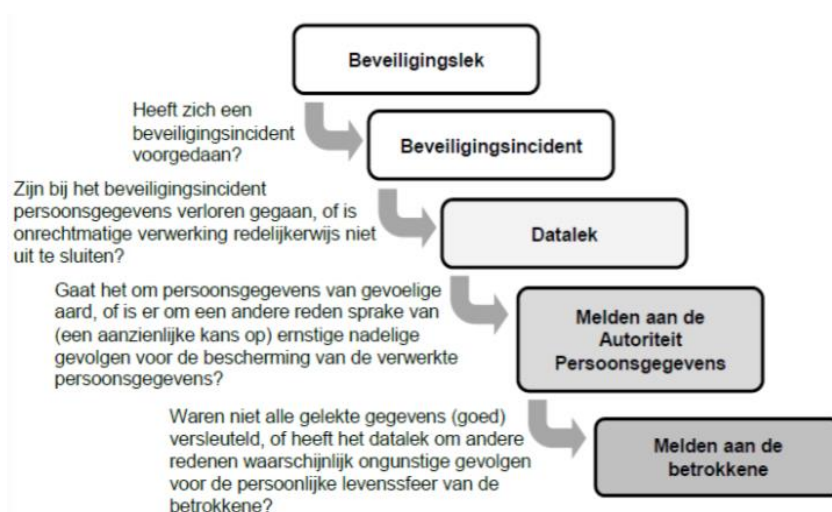 Beveiligingslek
Heeft zich een
beveiligingsincident
voorgedaan?
Beveiligingsincident
Zijn bij het beveiligingsincident
persoonsgegevens verloren gegaan, of is
onrechtmatige verwerking redelijkerwijs niet
uit te sluiten?
Datalek
Gaat het om persoonsgegevens van gevoelige
aard, of is er om een andere reden sprake van
(een aanzienlijke kans op) ernstige nadelige
gevolgen voor de bescherming van de verwerkte
persoonsgegevens?
Melden aan de
Autoriteit
Persoonsgegevens
Waren niet alle gelekte gegevens (goed)
versleuteld, of heeft het datalek om andere
redenen waarschijnlijk ongunstige gevolgen
voor de persoonlijke levenssfeer van de
betrokkene?
Melden aan de
betrokkene